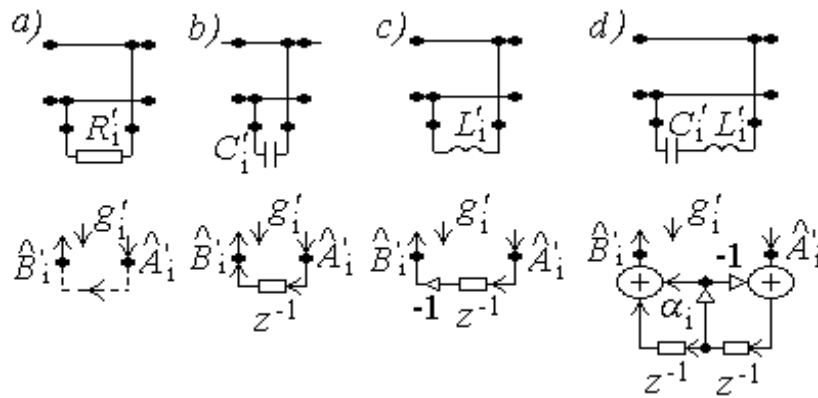 a) b) c) d)
R'i C'i L'i C'i L'i
g'i g'i g'i g'i
B̂'i Â'i B̂'i Â'i B̂'i Â'i B̂'i -1 Â'i
+ αi +
z-1 -1 z-1
z-1 z-1